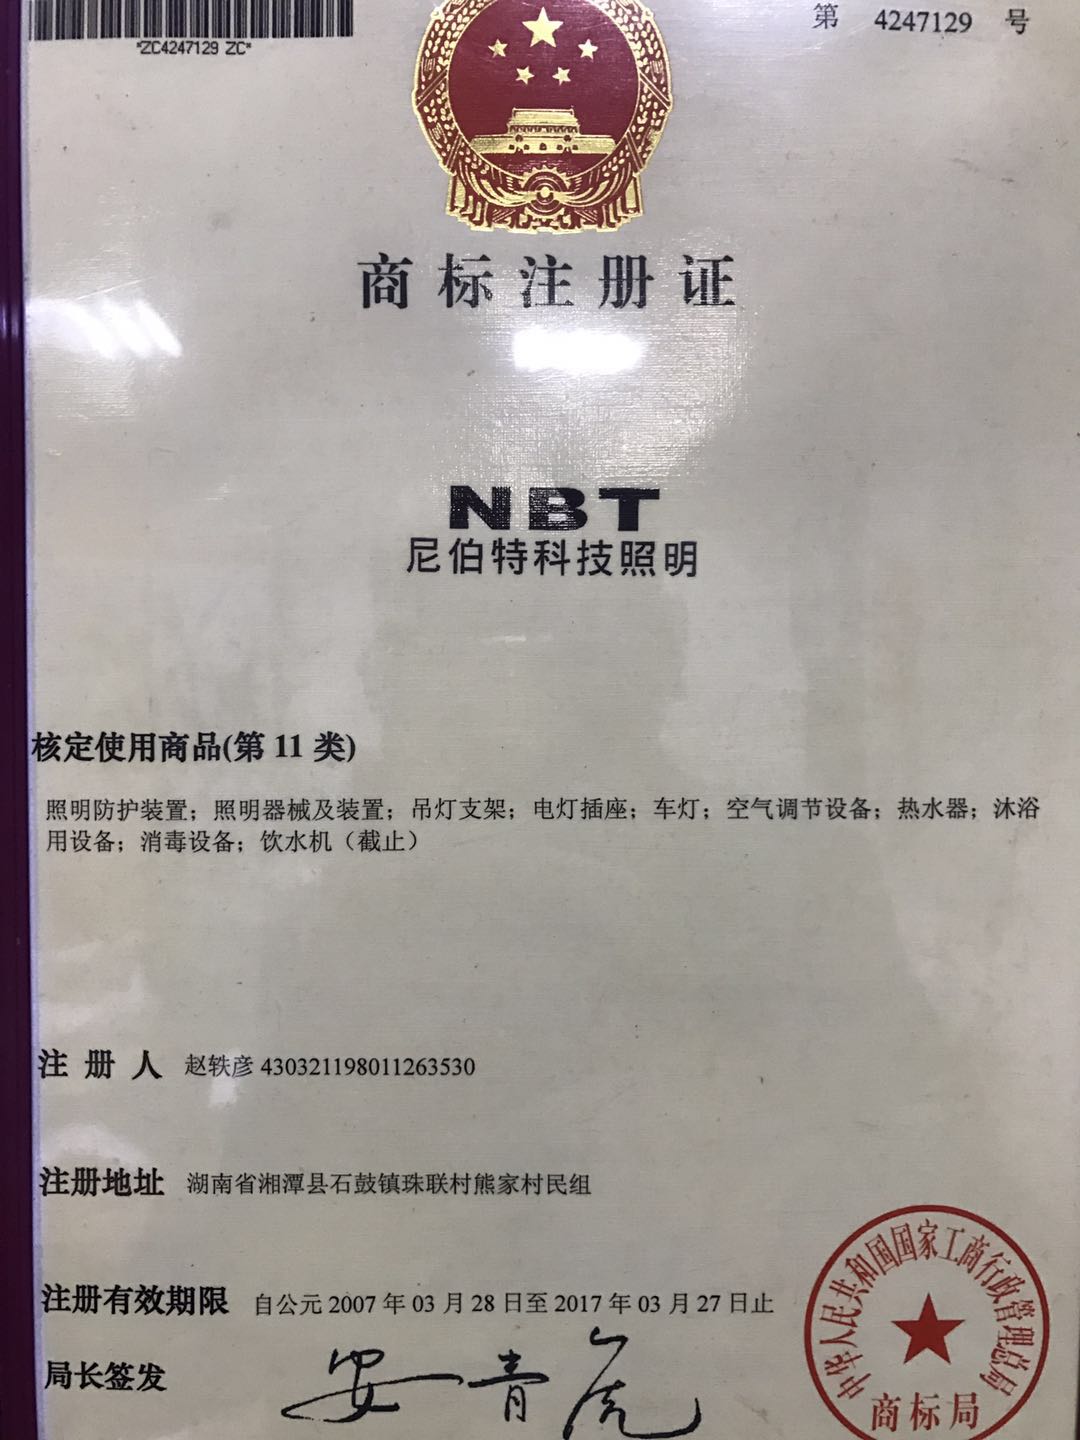 *ZC4247129 ZC*
第 4247129 号
商标注册证
NBT
尼伯特科技照明
核定使用商品(第 11 类)
照明防护装置；照明器械及装置；吊灯支架；电灯插座；车灯；空气调节设备；热水器；沐浴
用设备；消毒设备；饮水机（截止）
注册人 赵轶彦 430321198011263530
注册地址 湖南省湘潭县石鼓镇珠联村熊家村民组
注册有效期限 自公元 2007 年 03 月 28 日至 2017 年 03 月 27 日止
局长签发 安青虎
中华人民共和国国家工商行政管理总局
商标局